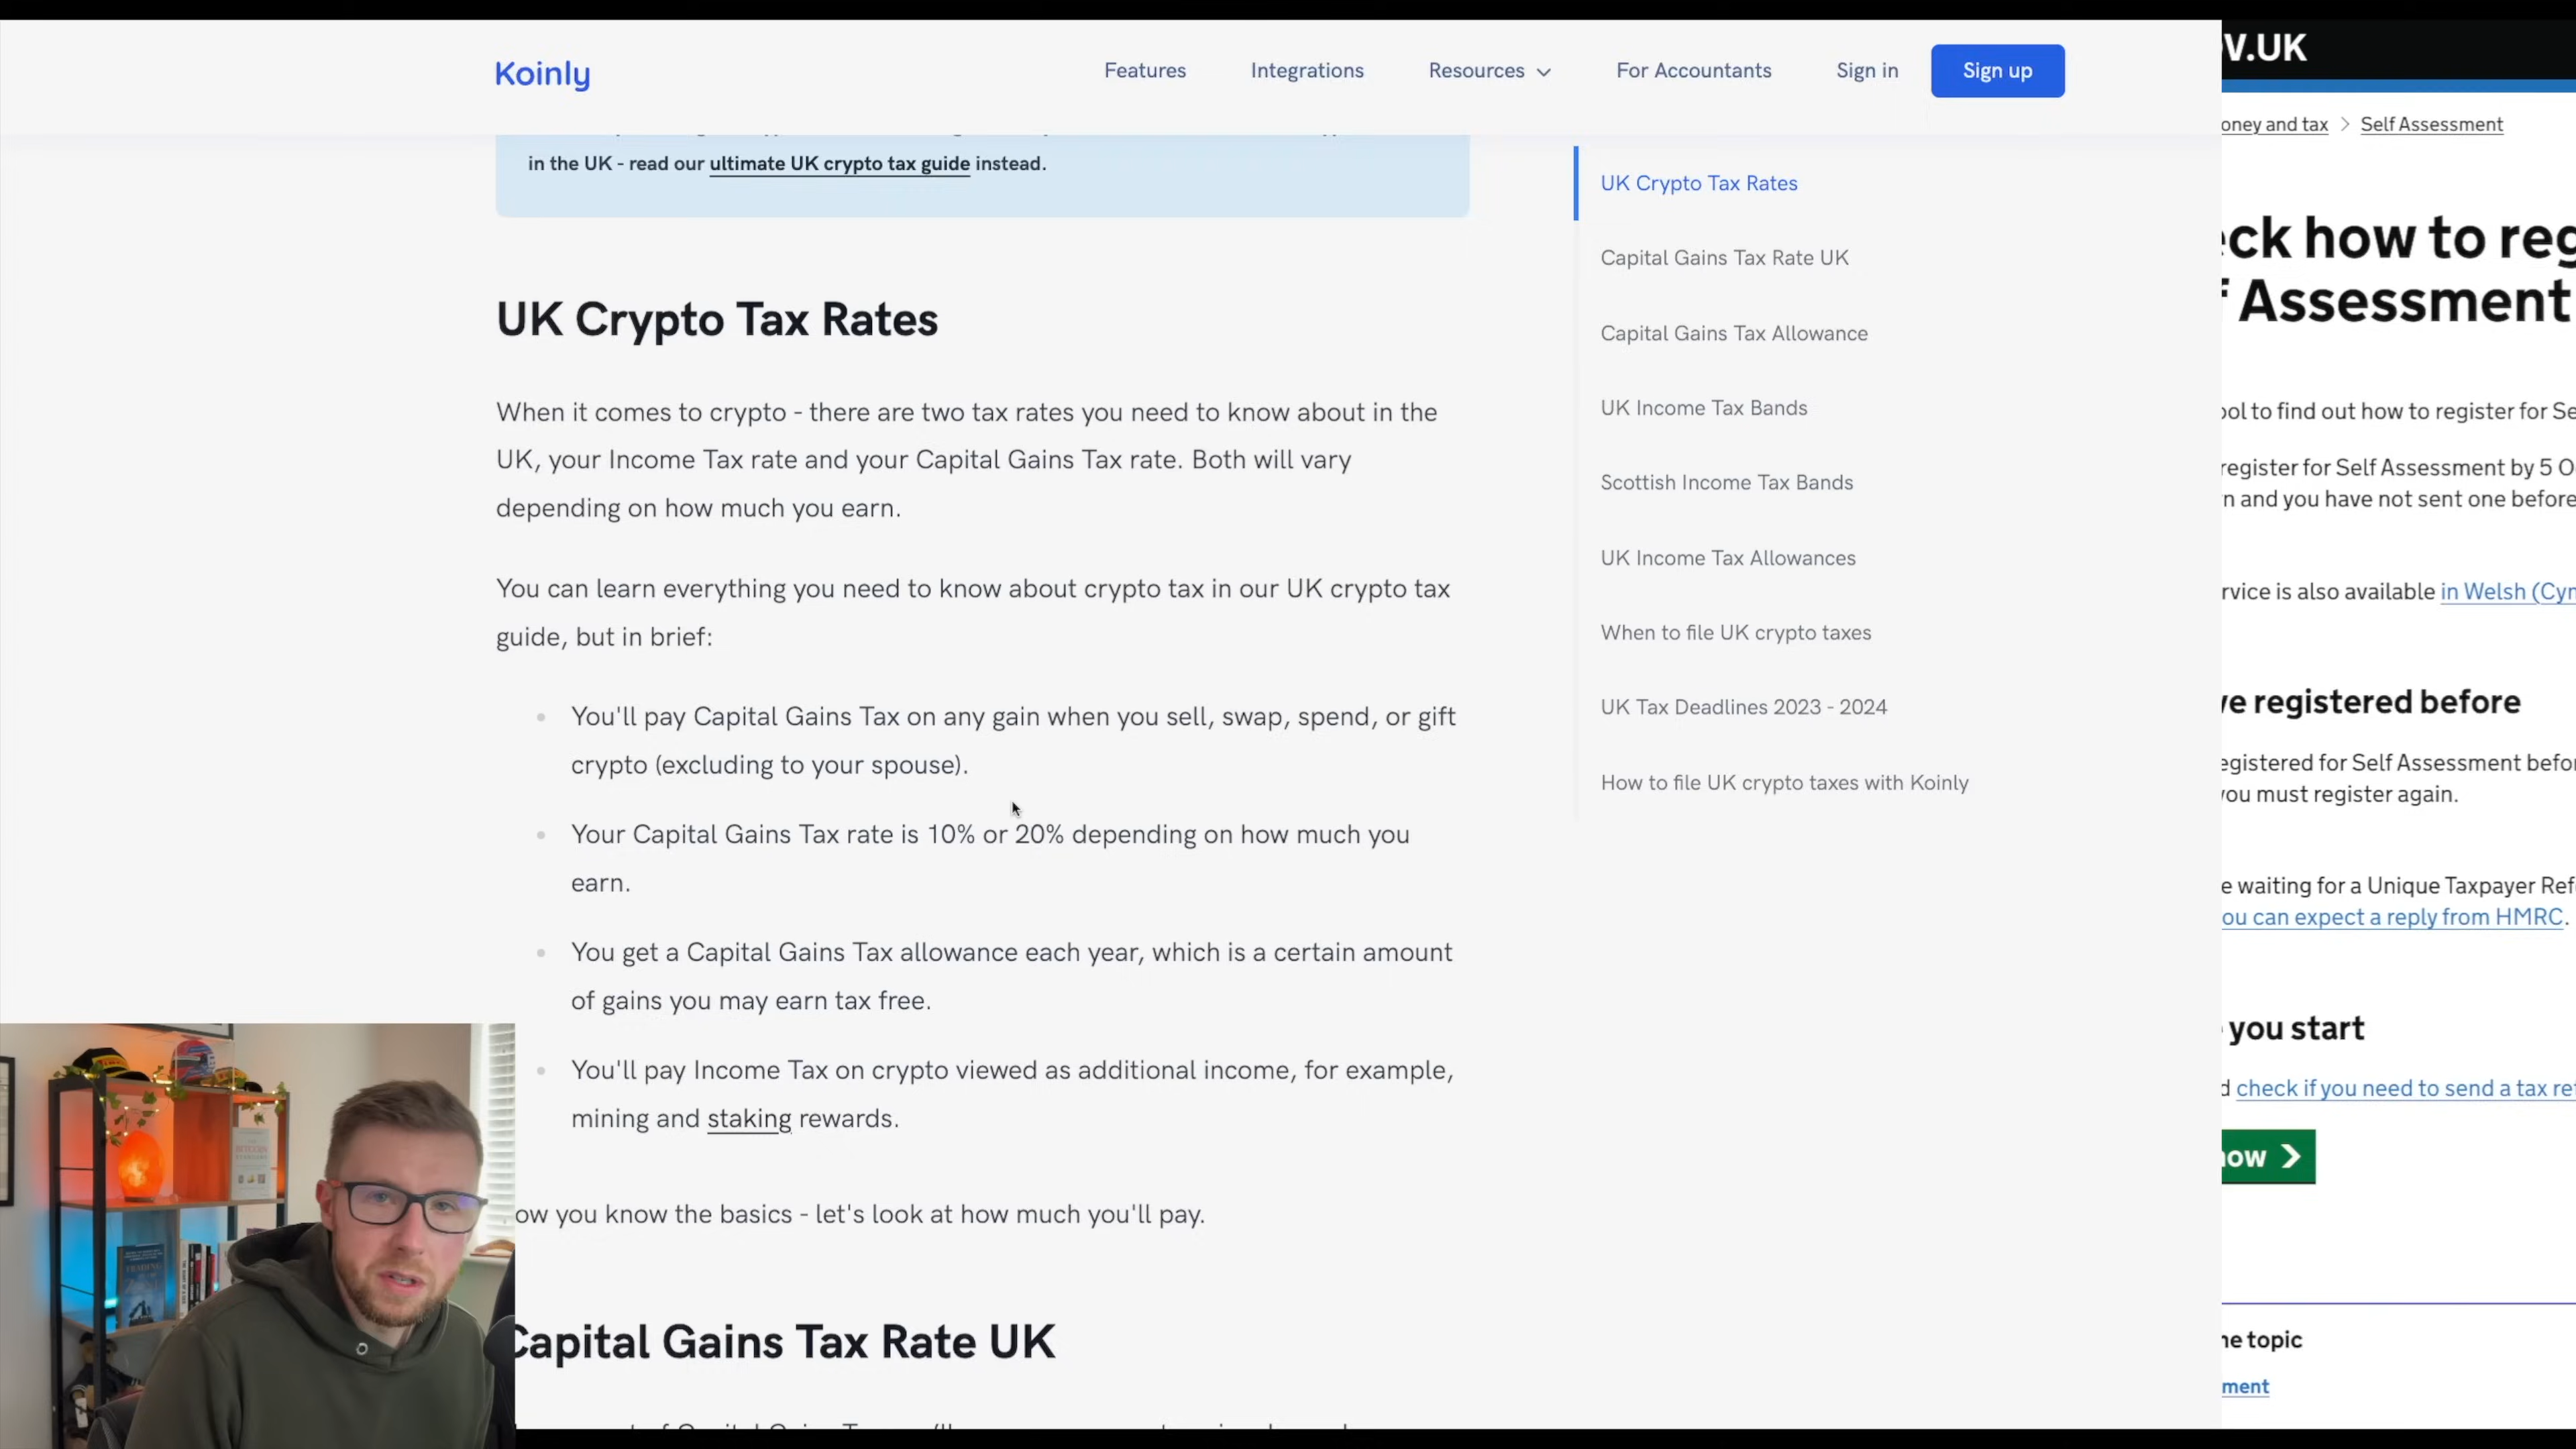 Koinly
Features
Integrations
Resources
For Accountants
Sign in
Sign up
in the UK - read our ultimate UK crypto tax guide instead.
UK Crypto Tax Rates
When it comes to crypto - there are two tax rates you need to know about in the
UK, your Income Tax rate and your Capital Gains Tax rate. Both will vary
depending on how much you earn.
You can learn everything you need to know about crypto tax in our UK crypto tax
guide, but in brief:
You'll pay Capital Gains Tax on any gain when you sell, swap, spend, or gift
crypto (excluding to your spouse).
Your Capital Gains Tax rate is 10% or 20% depending on how much you
earn.
You get a Capital Gains Tax allowance each year, which is a certain amount
of gains you may earn tax free.
You'll pay Income Tax on crypto viewed as additional income, for example,
mining and staking rewards.
ow you know the basics - let's look at how much you'll pay.
Capital Gains Tax Rate UK
UK Crypto Tax Rates
Capital Gains Tax Rate UK
Capital Gains Tax Allowance
UK Income Tax Bands
Scottish Income Tax Bands
UK Income Tax Allowances
When to file UK crypto taxes
UK Tax Deadlines 2023 - 2024
How to file UK crypto taxes with Koinly
V.UK
oney and tax > Self Assessment
ck how to reg
f Assessment
ool to find out how to register for Se
register for Self Assessment by 5 O
n and you have not sent one before
rvice is also available in Welsh (Cym
ve registered before
egistered for Self Assessment befor
you must register again.
e waiting for a Unique Taxpayer Ref
ou can expect a reply from HMRC.
you start
d check if you need to send a tax re
now
he topic
ment
TRADING